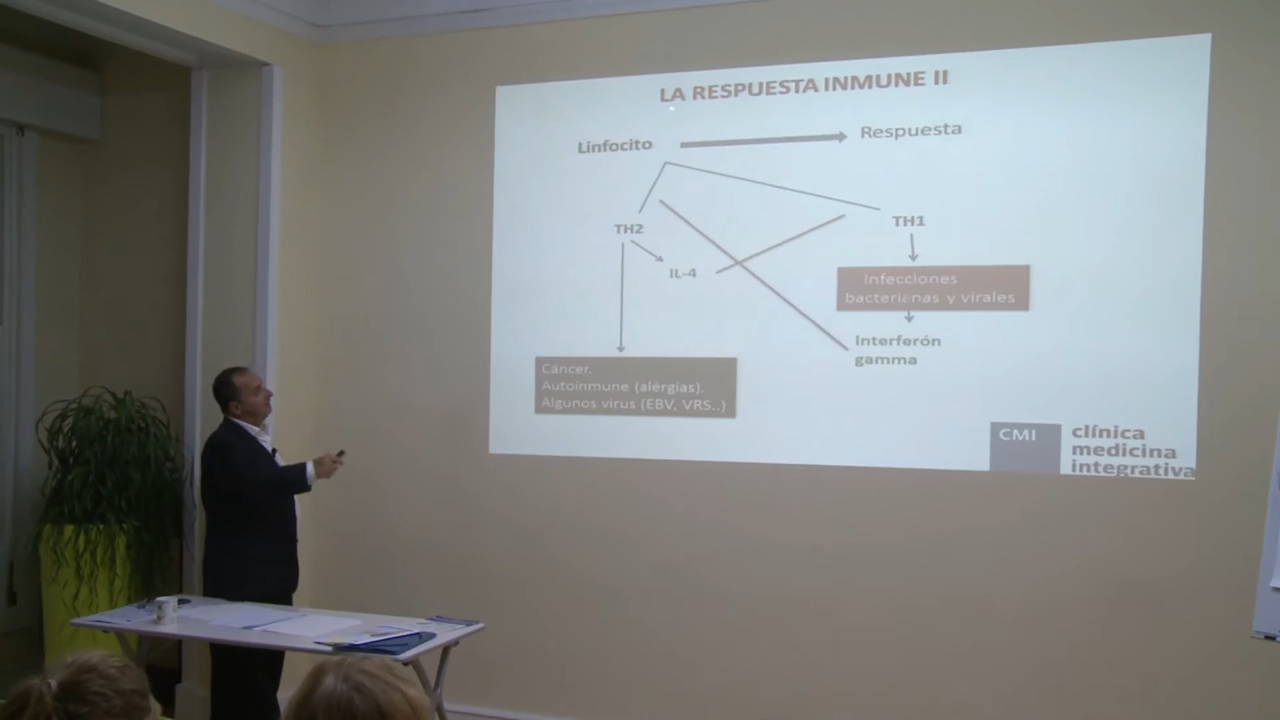 LA RESPUESTA INMUNE II
Linfocito
Respuesta
TH2
TH1
IL-4
Infecciones
bacterianas y virales
Interferón
gamma
Cáncer.
Autoinmune (alergias).
Algunos virus (EBV, VRS..)
CMI
clínica
medicina
integrativa